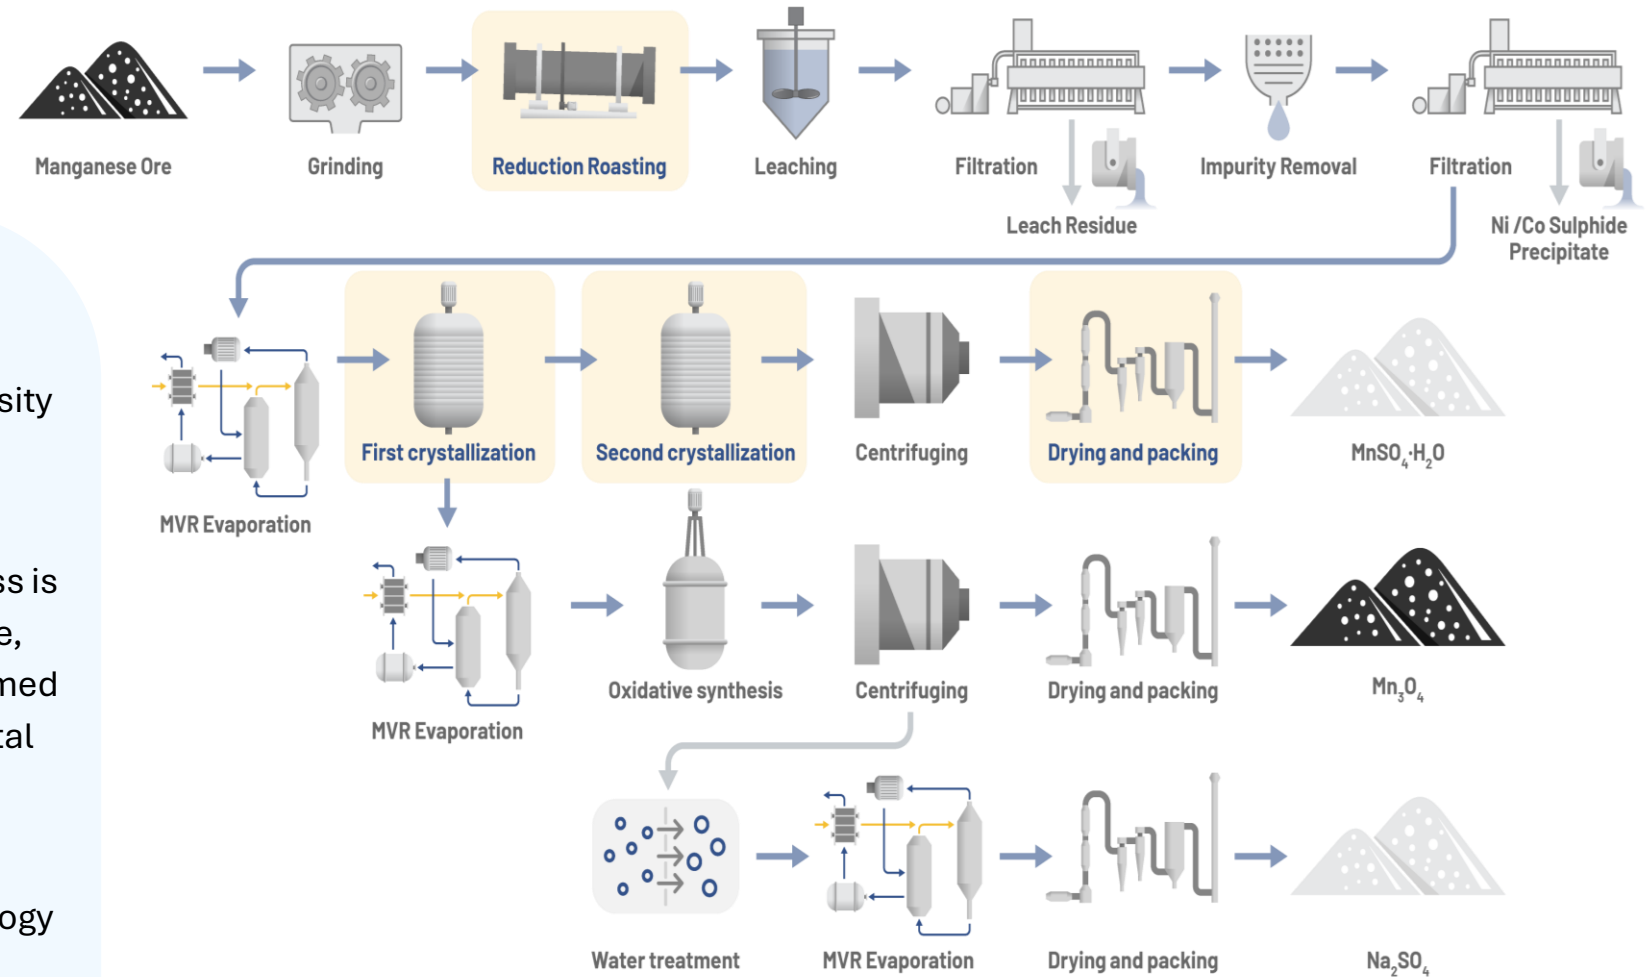 Manganese Ore
Grinding
Reduction Roasting
Leaching
Filtration
Impurity Removal
Filtration
Leach Residue
Ni /Co Sulphide
Precipitate
MVR Evaporation
First crystallization
Second crystallization
Centrifuging
Drying and packing
MnSO₄·H₂O
MVR Evaporation
Oxidative synthesis
Centrifuging
Drying and packing
Mn₃O₄
Water treatment
MVR Evaporation
Drying and packing
Na₂SO₄
sity
ss is
e,
med
tal
ogy